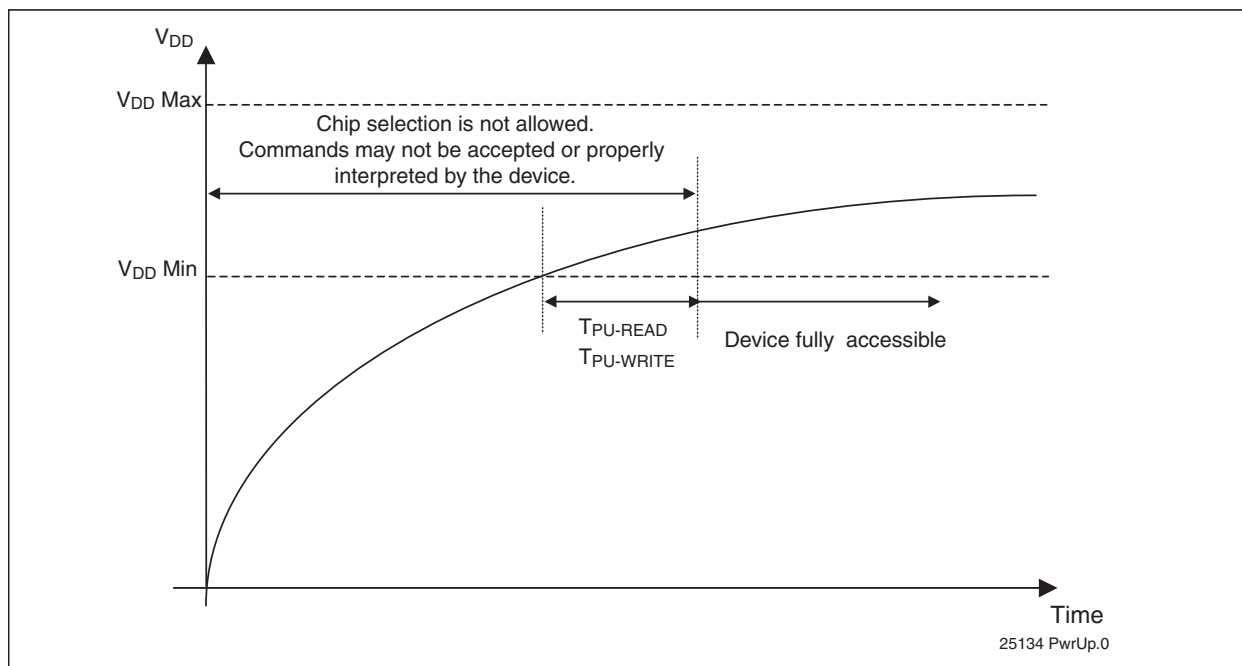 VDD
VDD Max
Chip selection is not allowed.
Commands may not be accepted or properly
interpreted by the device.
VDD Min
TPU-READ
TPU-WRITE
Device fully accessible
Time
25134 PwrUp.0